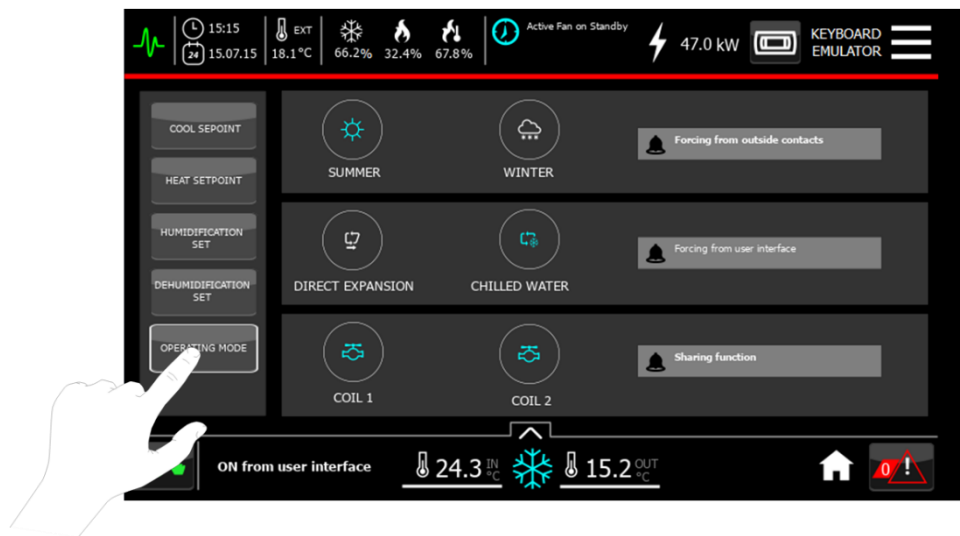 15:15
24 15.07.15
EXT
18.1°C
66.2%
32.4%
67.8%
Active Fan on Standby
47.0 kW
KEYBOARD
EMULATOR
COOL SEPOINT
HEAT SETPOINT
HUMIDIFICATION
SET
DEHUMIDIFICATION
SET
OPERATING MODE
SUMMER
WINTER
Forcing from outside contacts
DIRECT EXPANSION
CHILLED WATER
Forcing from user interface
COIL 1
COIL 2
Sharing function
ON from user interface
24.3 IN
°C
15.2 OUT
°C
0 !